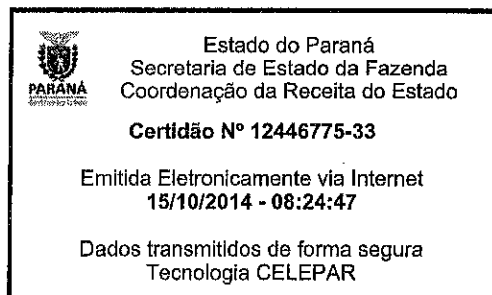 Estado do Paraná
Secretaria de Estado da Fazenda
PARANÁ
Coordenação da Receita do Estado
Certidão Nº 12446775-33
Emitida Eletronicamente via Internet
15/10/2014 - 08:24:47
Dados transmitidos de forma segura
Tecnologia CELEPAR